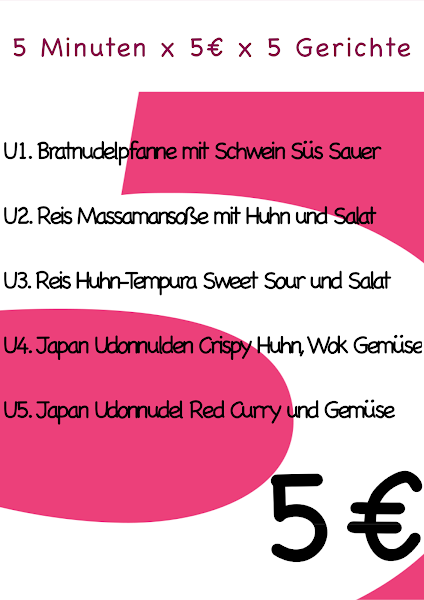 5 Minuten x 5€ x 5 Gerichte
U1. Bratnudelpfanne mit Schwein Süs Sauer
U2. Reis Massamansoße mit Huhn und Salat
U3. Reis Huhn-Tempura Sweet Sour und Salat
U4. Japan Udonnulden Crispy Huhn, Wok Gemüse
U5. Japan Udonnudel Red Curry und Gemüse
5€